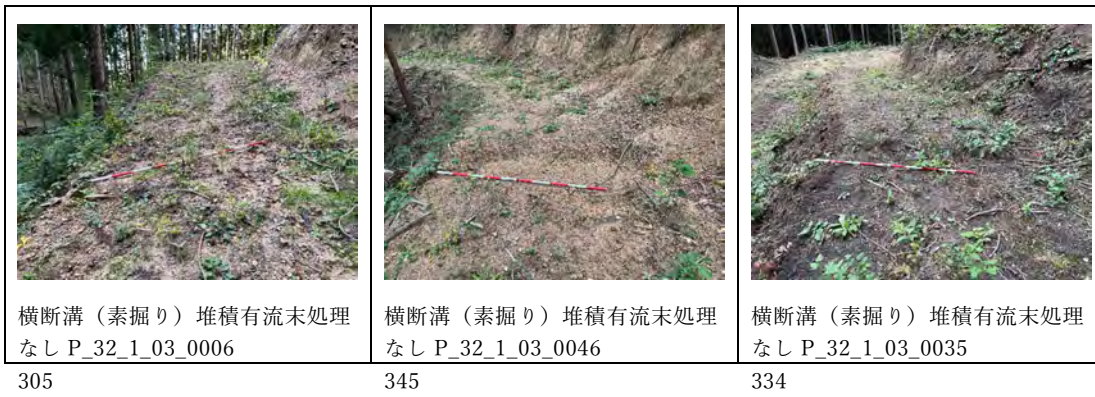 横断溝（素掘り）堆積有流末処理
なし P_32_1_03_0006
305
横断溝（素掘り）堆積有流末処理
なし P_32_1_03_0046
345
横断溝（素掘り）堆積有流末処理
なし P_32_1_03_0035
334